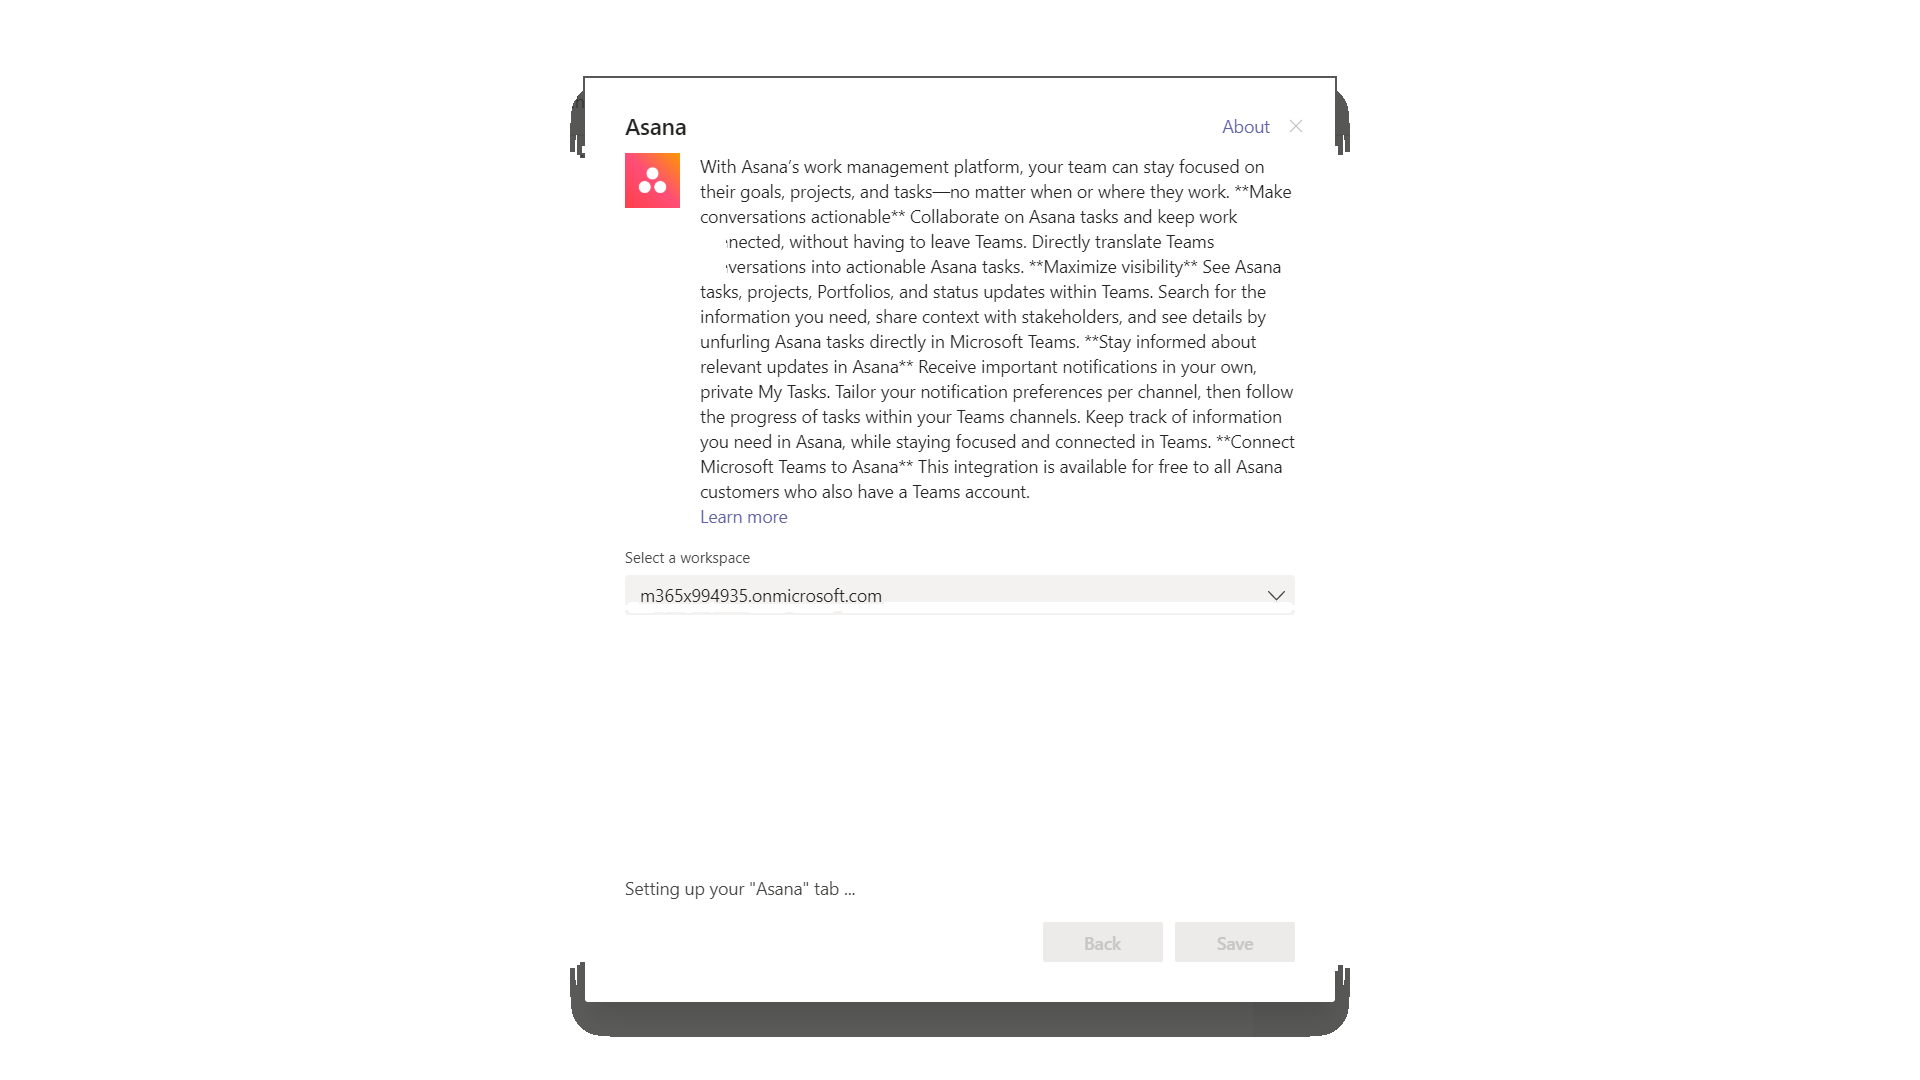 Asana
About
With Asana’s work management platform, your team can stay focused on
their goals, projects, and tasks—no matter when or where they work. **Make
conversations actionable** Collaborate on Asana tasks and keep work
nected, without having to leave Teams. Directly translate Teams
versations into actionable Asana tasks. **Maximize visibility** See Asana
tasks, projects, Portfolios, and status updates within Teams. Search for the
information you need, share context with stakeholders, and see details by
unfurling Asana tasks directly in Microsoft Teams. **Stay informed about
relevant updates in Asana** Receive important notifications in your own,
private My Tasks. Tailor your notification preferences per channel, then follow
the progress of tasks within your Teams channels. Keep track of information
you need in Asana, while staying focused and connected in Teams. **Connect
Microsoft Teams to Asana** This integration is available for free to all Asana
customers who also have a Teams account.
Learn more
Select a workspace
m365x994935.onmicrosoft.com
Setting up your "Asana" tab ...
Back
Save